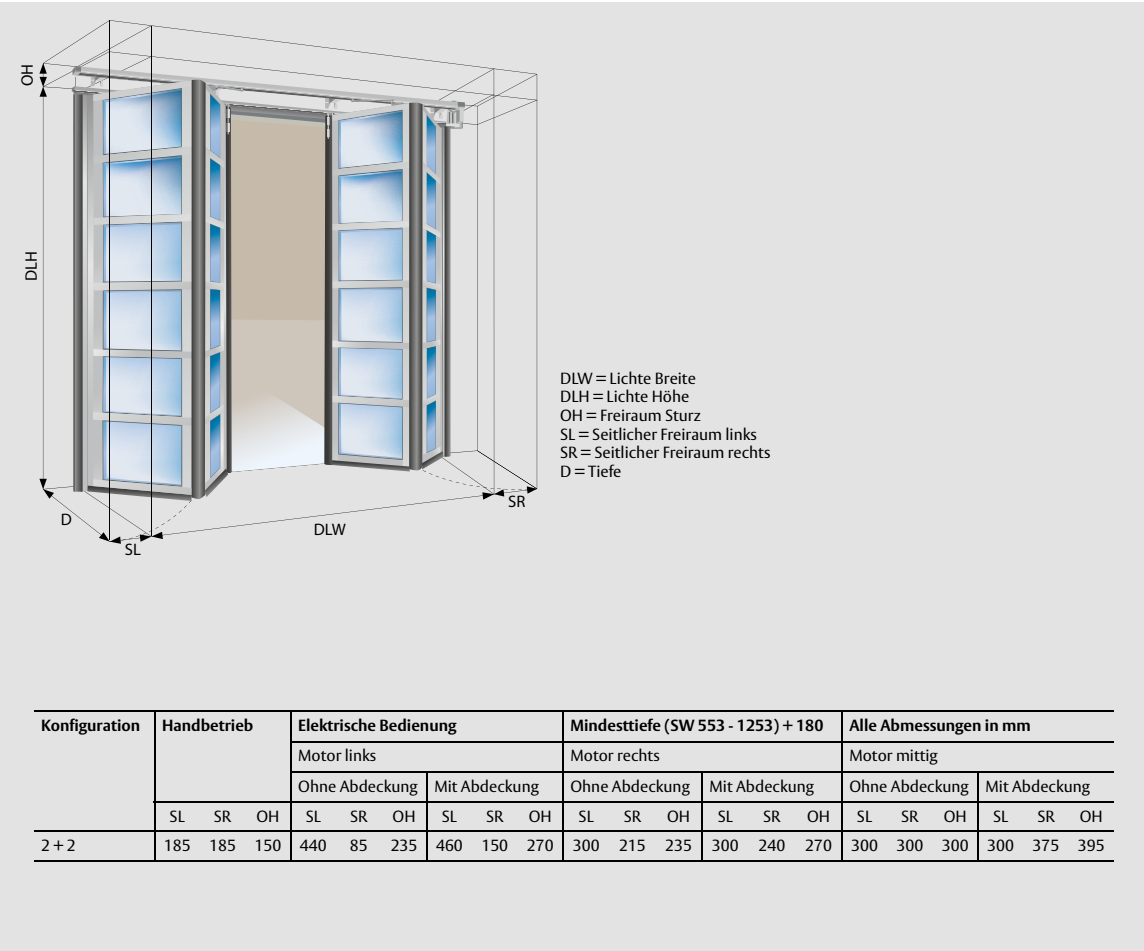 OH
DLH
D
SL
DLW
SR
DLW = Lichte Breite
DLH = Lichte Höhe
OH = Freiraum Sturz
SL = Seitlicher Freiraum links
SR = Seitlicher Freiraum rechts
D = Tiefe
Konfiguration Handbetrieb Elektrische Bedienung Mindesttiefe (SW 553 - 1253) + 180 Alle Abmessungen in mm
Motor links Motor rechts Motor mittig
Ohne Abdeckung Mit Abdeckung Ohne Abdeckung Mit Abdeckung Ohne Abdeckung Mit Abdeckung
SL SR OH SL SR OH SL SR OH SL SR OH SL SR OH SL SR OH SL SR OH
2 + 2 185 185 150 440 85 235 460 150 270 300 215 235 300 240 270 300 300 300 300 375 395